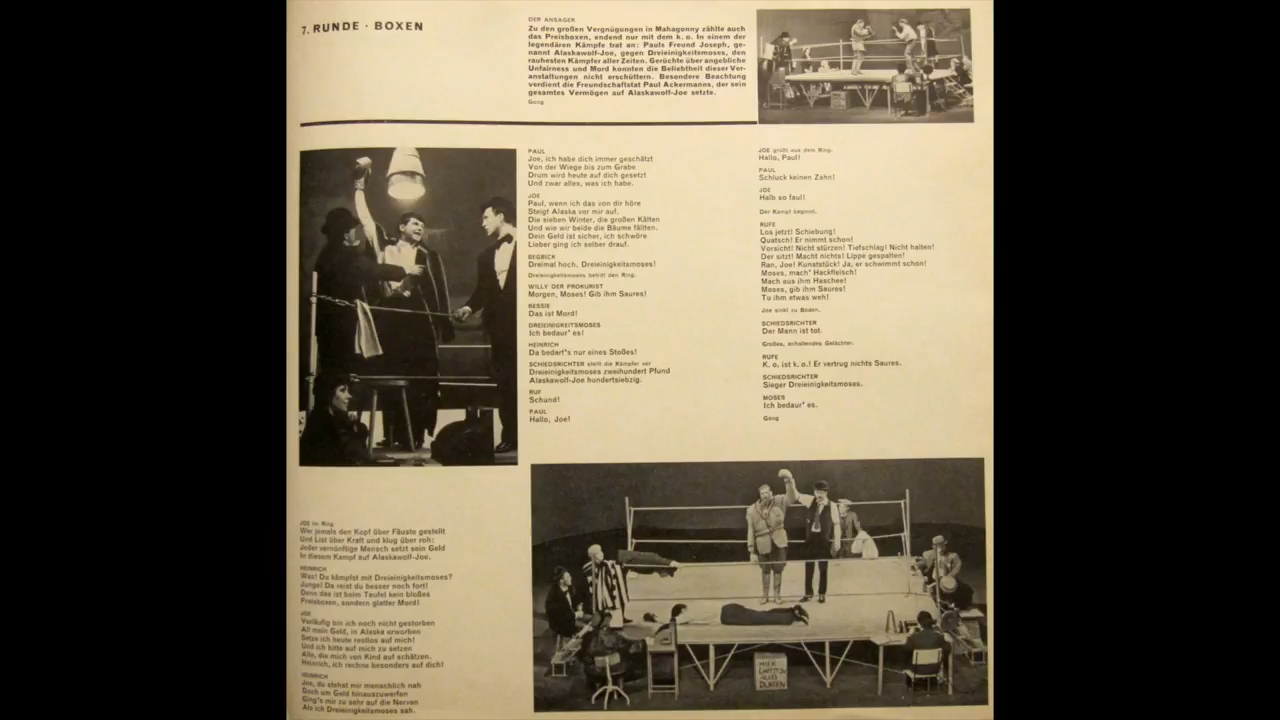 7. RUNDE · BOXEN
DER ANSAGER
Zu den großen Vergnügungen in Mahagonny zählte auch
das Preisboxen, endend nur mit dem k. o. In einem der
legendären Kämpfe trat an: Pauls Freund Joseph, ge-
nannt Alaskawolf-Joe, gegen Dreieinigkeitsmoses, den
rauhesten Kämpfer aller Zeiten. Gerüchte über angebliche
Unfairness und Mord konnten die Beliebtheit dieser Ver-
anstaltungen nicht erschüttern. Besondere Beachtung
verdient die Freundschaftstat Paul Ackermanns, der sein
gesamtes Vermögen auf Alaskawolf-Joe setzte.
Gong
JOE im Ring
Wer jemals den Kopf über Fäuste gestellt
Und List über Kraft und klug über roh:
Jeder vernünftige Mensch setzt sein Geld
In diesem Kampf auf Alaskawolf-Joe.
HEINRICH
Was! Du kämpfst mit Dreieinigkeitsmoses?
Junge! Da reist du besser noch fort!
Denn das ist beim Teufel kein bloßes
Preisboxen, sondern glatter Mord!
JOE
Vorläufig bin ich noch nicht gestorben
All mein Geld, in Alaska erworben
Setze ich heute restlos auf mich!
Und ich bitte auf mich zu setzen
Alle, die mich von Kind auf schätzen.
Heinrich, ich rechne besonders auf dich!
HEINRICH
Joe, du stehst mir menschlich nah
Doch um Geld hinauszuwerfen
Ging's mir zu sehr auf die Nerven
Als ich Dreieinigkeitsmoses sah.
PAUL
Joe, ich habe dich immer geschätzt
Von der Wiege bis zum Grabe
Drum wird heute auf dich gesetzt
Und zwar alles, was ich habe.
JOE
Paul, wenn ich das von dir höre
Steigt Alaska vor mir auf.
Die sieben Winter, die großen Kälten
Und wie wir beide die Bäume fällten.
Dein Geld ist sicher, ich schwöre
Lieber ging ich selber drauf.
BEGBICK
Dreimal hoch, Dreieinigkeitsmoses!
Dreieinigkeitsmoses betritt den Ring.
WILLY DER PROKURIST
Morgen, Moses! Gib ihm Saures!
BESSIE
Das ist Mord!
DREIEINIGKEITSMOSES
Ich bedaur' es!
HEINRICH
Da bedarf's nur eines Stoßes!
SCHIEDSRICHTER stellt die Kämpfer vor
Dreieinigkeitsmoses zweihundert Pfund
Alaskawolf-Joe hundertsiebzig.
RUF
Schund!
PAUL
Hallo, Joe!
JOE grüßt aus dem Ring.
Hallo, Paul!
PAUL
Schluck keinen Zahn!
JOE
Halb so faul!
Der Kampf beginnt.
RUFE
Los jetzt! Schiebung!
Quatsch! Er nimmt schon!
Vorsicht! Nicht stürzen! Tiefschlag! Nicht halten!
Der sitzt! Macht nichts! Lippe gespalten!
Ran, Joe! Kunststück! Ja, er schwimmt schon!
Moses, mach' Hackfleisch!
Mach aus ihm Haschee!
Moses, gib ihm Saures!
Tu ihm etwas weh!
Joe sinkt zu Boden.
SCHIEDSRICHTER
Der Mann ist tot.
Großes, anhaltendes Gelächter.
RUFE
K. o. ist k. o.! Er vertrug nichts Saures.
SCHIEDSRICHTER
Sieger Dreieinigkeitsmoses.
MOSES
Ich bedaur' es.
Gong
HIER
DÜRFT IHR
ALLES
DÜRFEN